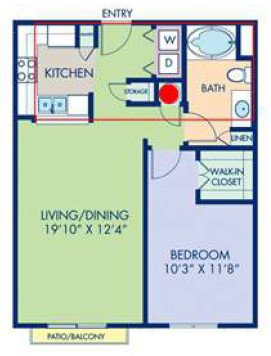 ENTRY
W
D
KITCHEN
BATH
STORAGE
LINEN
WALK-IN
CLOSET
LIVING/DINING
19'10" X 12'4"
BEDROOM
10'3" X 11'8"
PATIO/BALCONY